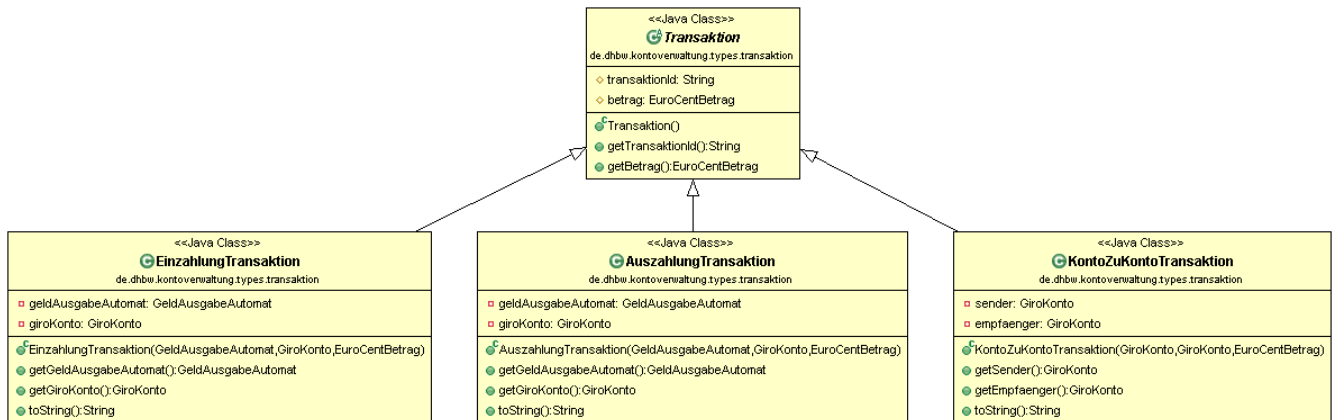 <<Java Class>>
Transaktion
de.dhbw.kontoverwaltung.types.transaktion
transaktionId: String
betrag: EuroCentBetrag
Transaktion()
getTransaktionId():String
getBetrag():EuroCentBetrag
<<Java Class>>
EinzahlungTransaktion
de.dhbw.kontoverwaltung.types.transaktion
geldAusgabeAutomat: GeldAusgabeAutomat
giroKonto: GiroKonto
EinzahlungTransaktion(GeldAusgabeAutomat,GiroKonto,EuroCentBetrag)
getGeldAusgabeAutomat():GeldAusgabeAutomat
getGiroKonto():GiroKonto
toString():String
<<Java Class>>
AuszahlungTransaktion
de.dhbw.kontoverwaltung.types.transaktion
geldAusgabeAutomat: GeldAusgabeAutomat
giroKonto: GiroKonto
AuszahlungTransaktion(GeldAusgabeAutomat,GiroKonto,EuroCentBetrag)
getGeldAusgabeAutomat():GeldAusgabeAutomat
getGiroKonto():GiroKonto
toString():String
<<Java Class>>
KontoZuKontoTransaktion
de.dhbw.kontoverwaltung.types.transaktion
sender: GiroKonto
empfaenger: GiroKonto
KontoZuKontoTransaktion(GiroKonto,GiroKonto,EuroCentBetrag)
getSender():GiroKonto
getEmpfaenger():GiroKonto
toString():String